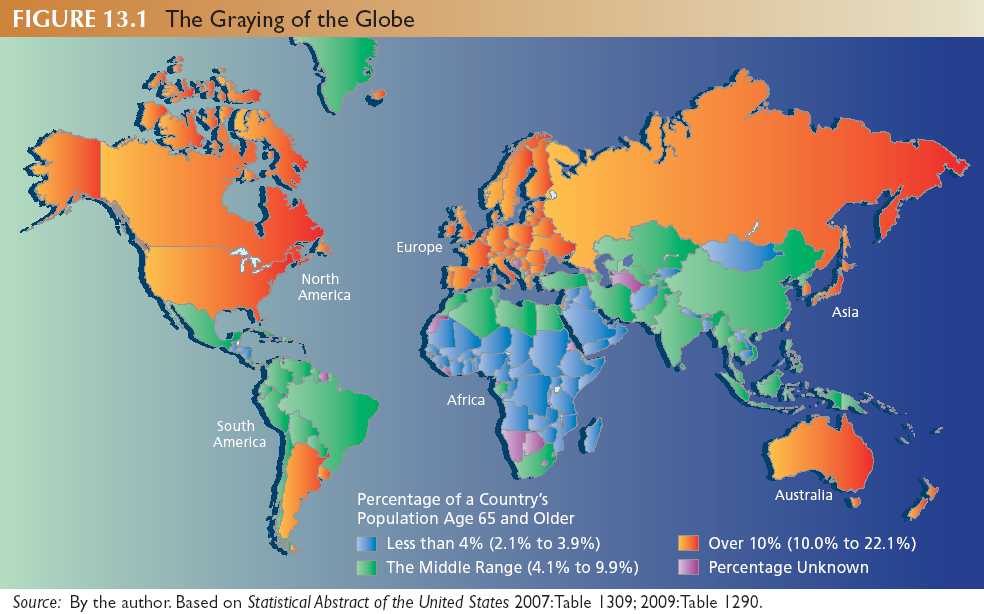 FIGURE 13.1 The Graying of the Globe
Europe
North
America
Asia
Africa
South
America
Australia
Percentage of a Country's
Population Age 65 and Older
Less than 4% (2.1% to 3.9%)
The Middle Range (4.1% to 9.9%)
Over 10% (10.0% to 22.1%)
Percentage Unknown
Source: By the author. Based on Statistical Abstract of the United States 2007:Table 1309; 2009:Table 1290.